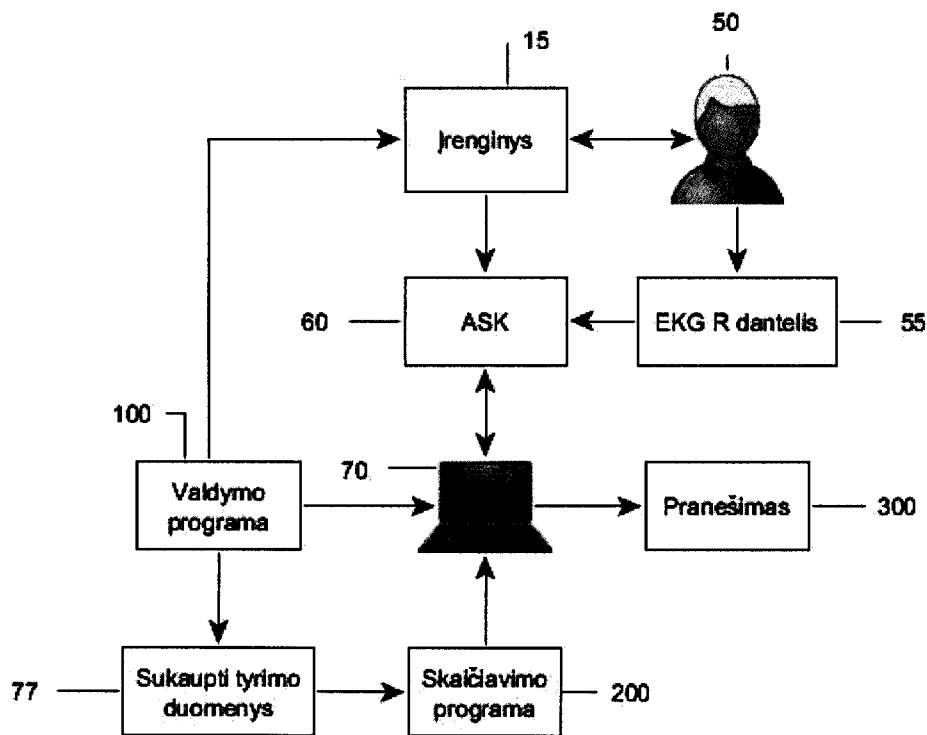 50
15
Įrenginys
60
ASK
EKG R dantelis
55
100
70
Valdymo
programa
Pranešimas
300
77
Sukaupti tyrimo
duomenys
Skaičiavimo
programa
200